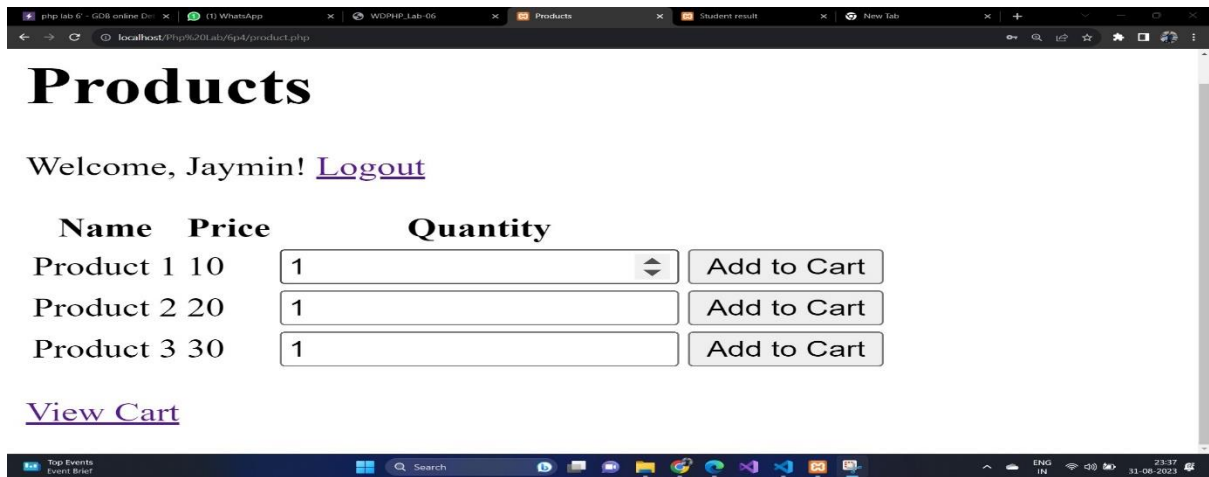 php lab 6' - GDB online De
(1) WhatsApp
WDPHP_Lab-06
Products
Student result
New Tab
localhost/Php%20Lab/6p4/product.php
Products
Welcome, Jaymin! Logout
Name Price Quantity
Product 1 10 1 Add to Cart
Product 2 20 1 Add to Cart
Product 3 30 1 Add to Cart
View Cart
Top Events
Event Brief
Search
ENG
IN
23:37
31-08-2023